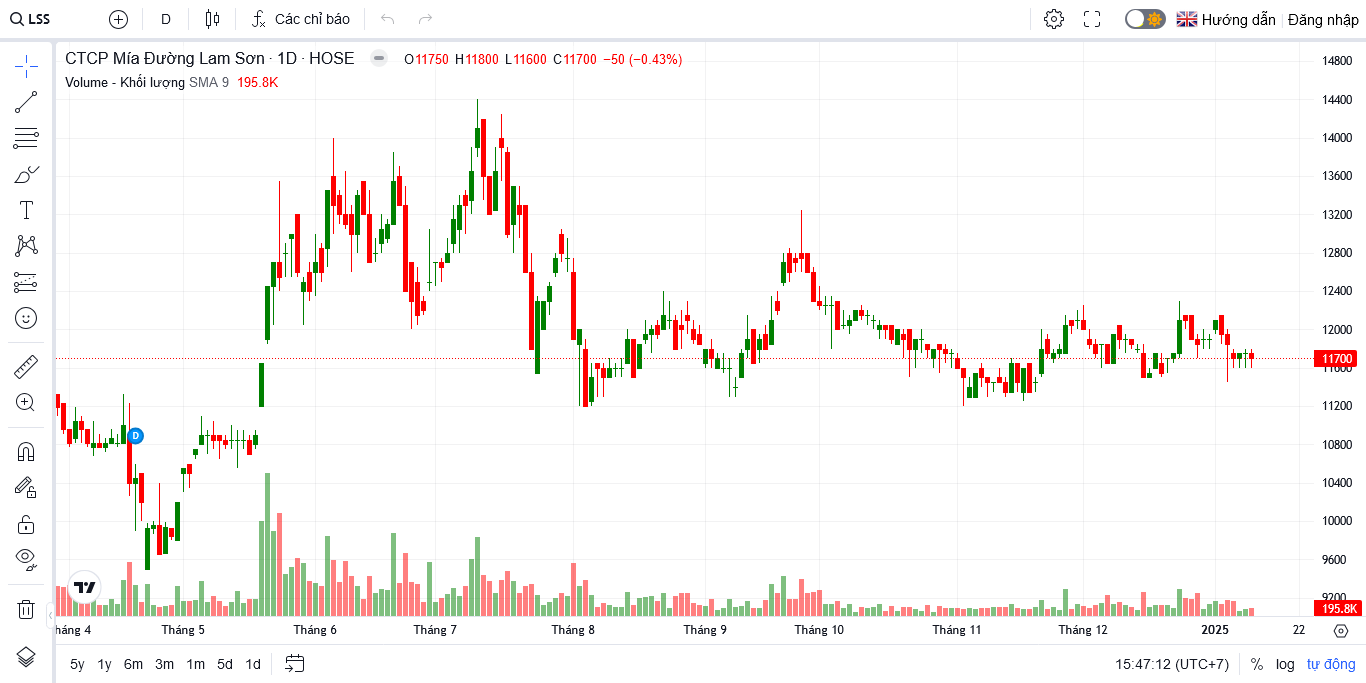 LSS D Các chỉ báo Hướng dẫn Đăng nhập
CTCP Mía Đường Lam Sơn · 1D · HOSE O11750 H11800 L11600 C11700 −50 (−0.43%)
Volume - Khối lượng SMA 9 195.8K
14800
14400
14000
13600
13200
12800
12400
12000
11700
11600
11200
10800
D
10400
10000
9600
9200
195.8K
háng 4 Tháng 5 Tháng 6 Tháng 7 Tháng 8 Tháng 9 Tháng 10 Tháng 11 Tháng 12 2025 22
5y 1y 6m 3m 1m 5d 1d 15:47:12 (UTC+7) % log tự động